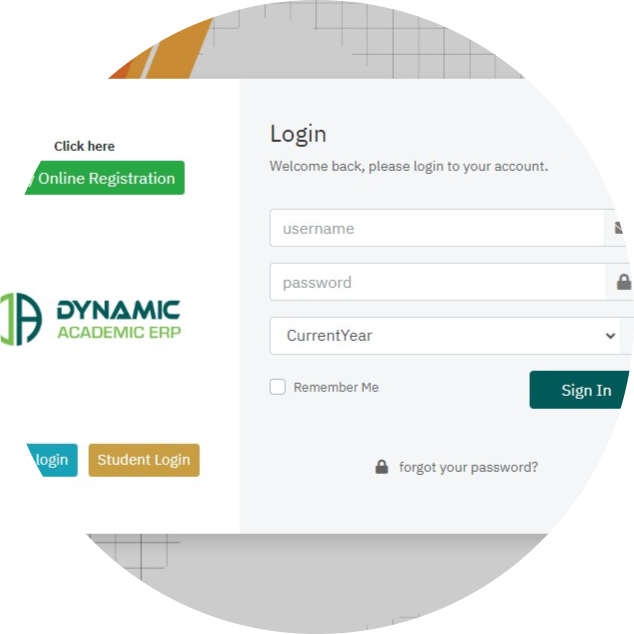 Click here
Online Registration
DYNAMIC
ACADEMIC ERP
login
Student Login
Login
Welcome back, please login to your account.
username
password
CurrentYear
Remember Me
Sign In
forgot your password?